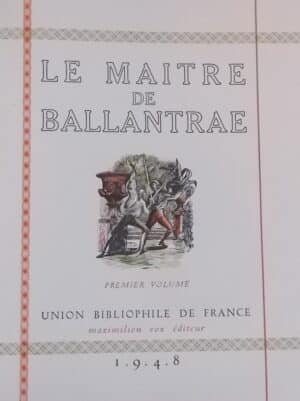 LE MAITRE
DE
BALLANTRAE
PREMIER VOLUME
UNION BIBLIOPHILE DE FRANCE
maximilien vox éditeur
1.9.4.8